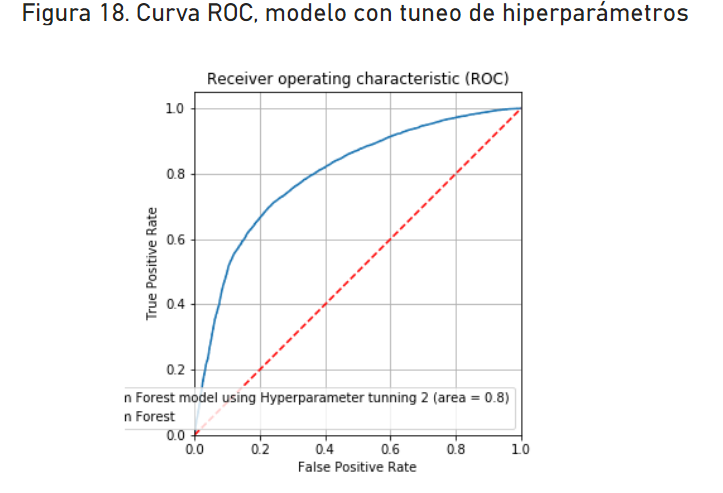 Figura 18. Curva ROC, modelo con tuneo de hiperparámetros
Receiver operating characteristic (ROC)
1.0
0.8
0.6
0.4
0.2
0.0
True Positive Rate
n Forest model using Hyperparameter tunning 2 (area = 0.8)
n Forest
0.0 0.2 0.4 0.6 0.8 1.0
False Positive Rate